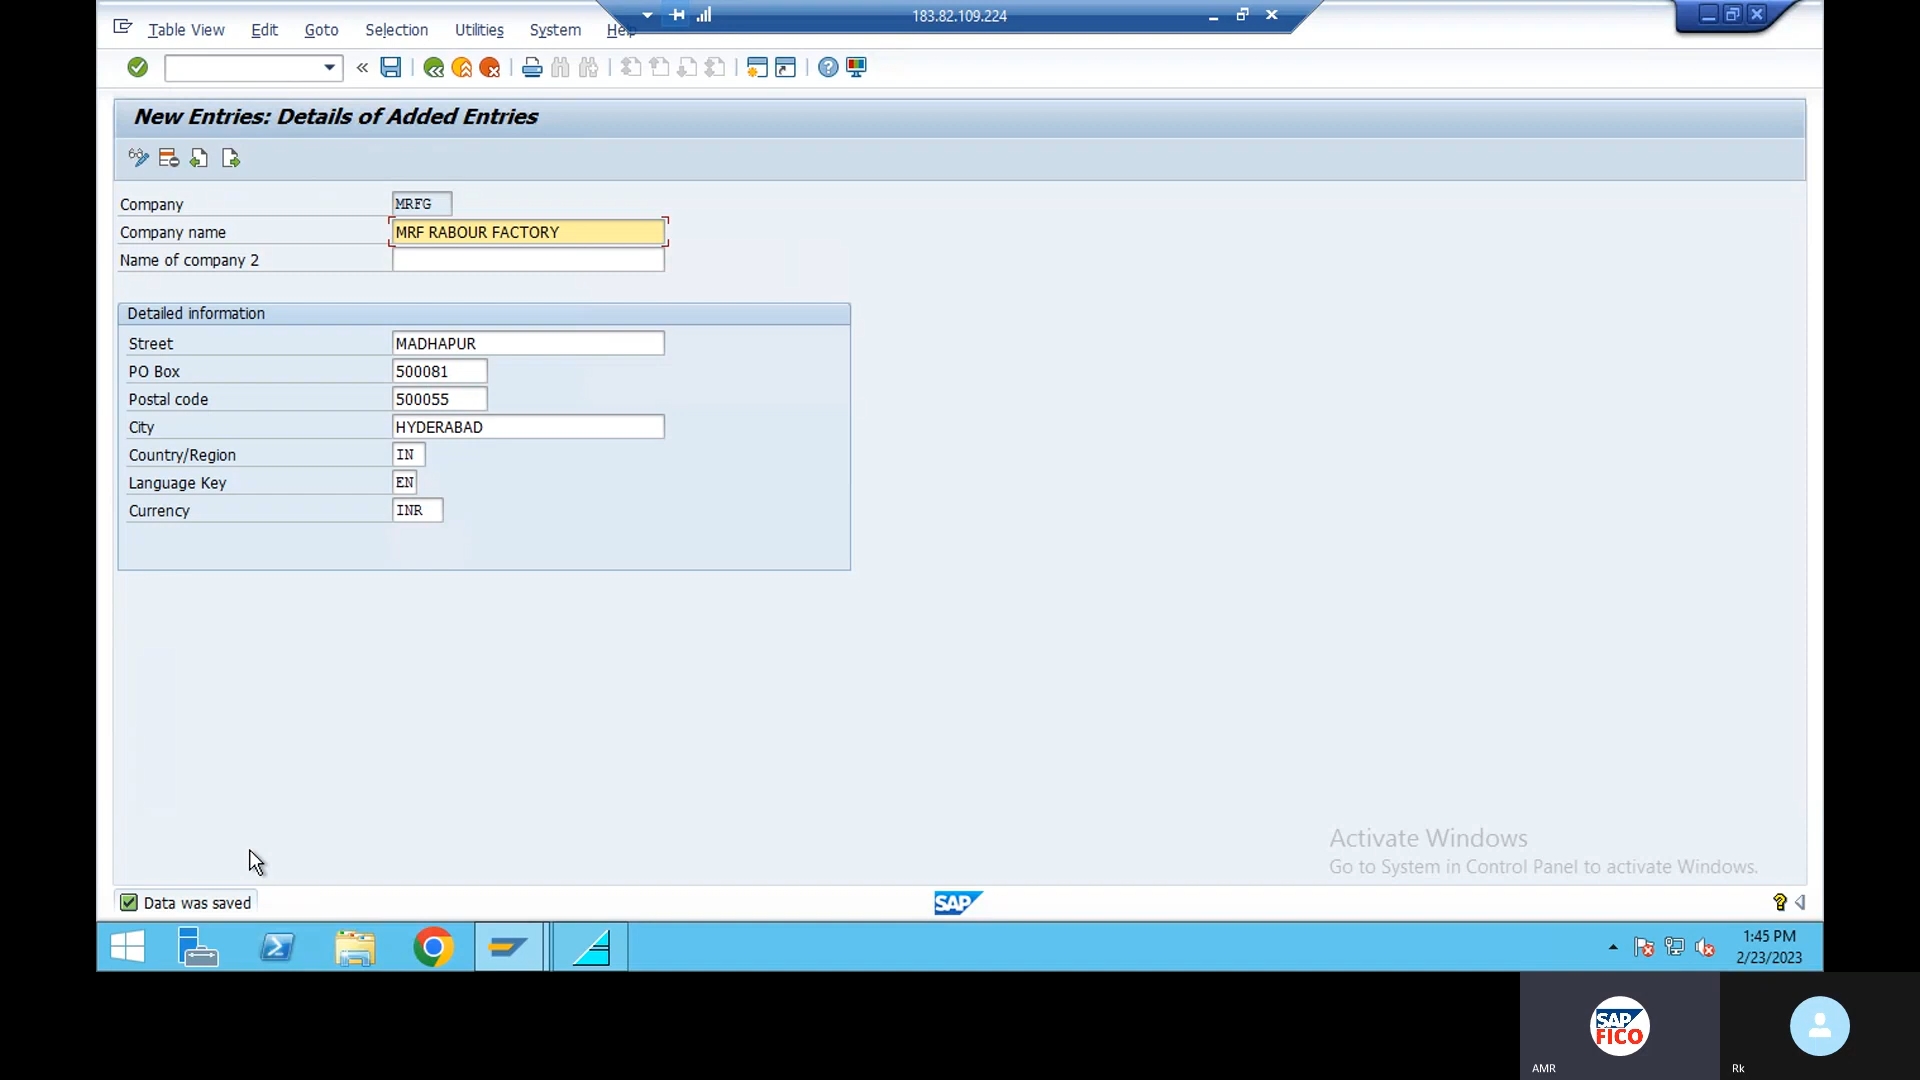 183.82.109.224
Table View Edit Goto Selection Utilities System Help
New Entries: Details of Added Entries
Company MRFG
Company name MRF RABOUR FACTORY
Name of company 2
Detailed information
Street MADHAPUR
PO Box 500081
Postal code 500055
City HYDERABAD
Country/Region IN
Language Key EN
Currency INR
Activate Windows
Go to System in Control Panel to activate Windows.
Data was saved
SAP
1:45 PM
2/23/2023
SAP
FICO
AMR
Rk